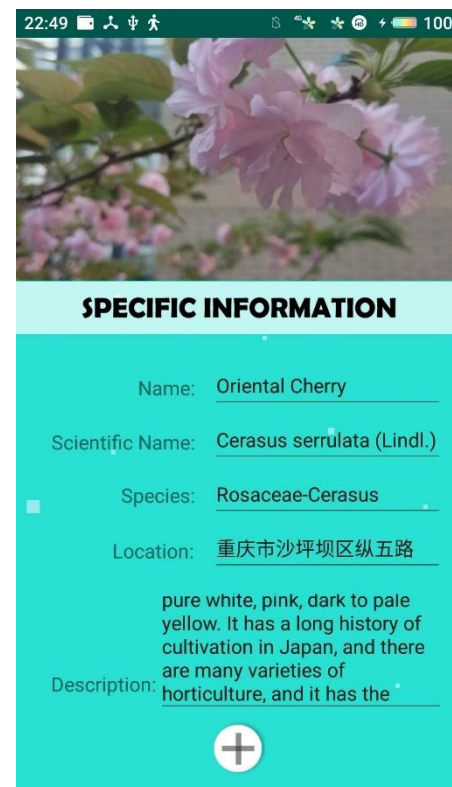 22:49 4G HD 100
SPECIFIC INFORMATION
Name: Oriental Cherry
Scientific Name: Cerasus serrulata (Lindl.)
Species: Rosaceae-Cerasus
Location: 重庆市沙坪坝区纵五路
pure white, pink, dark to pale
yellow. It has a long history of
cultivation in Japan, and there
are many varieties of
Description: horticulture, and it has the